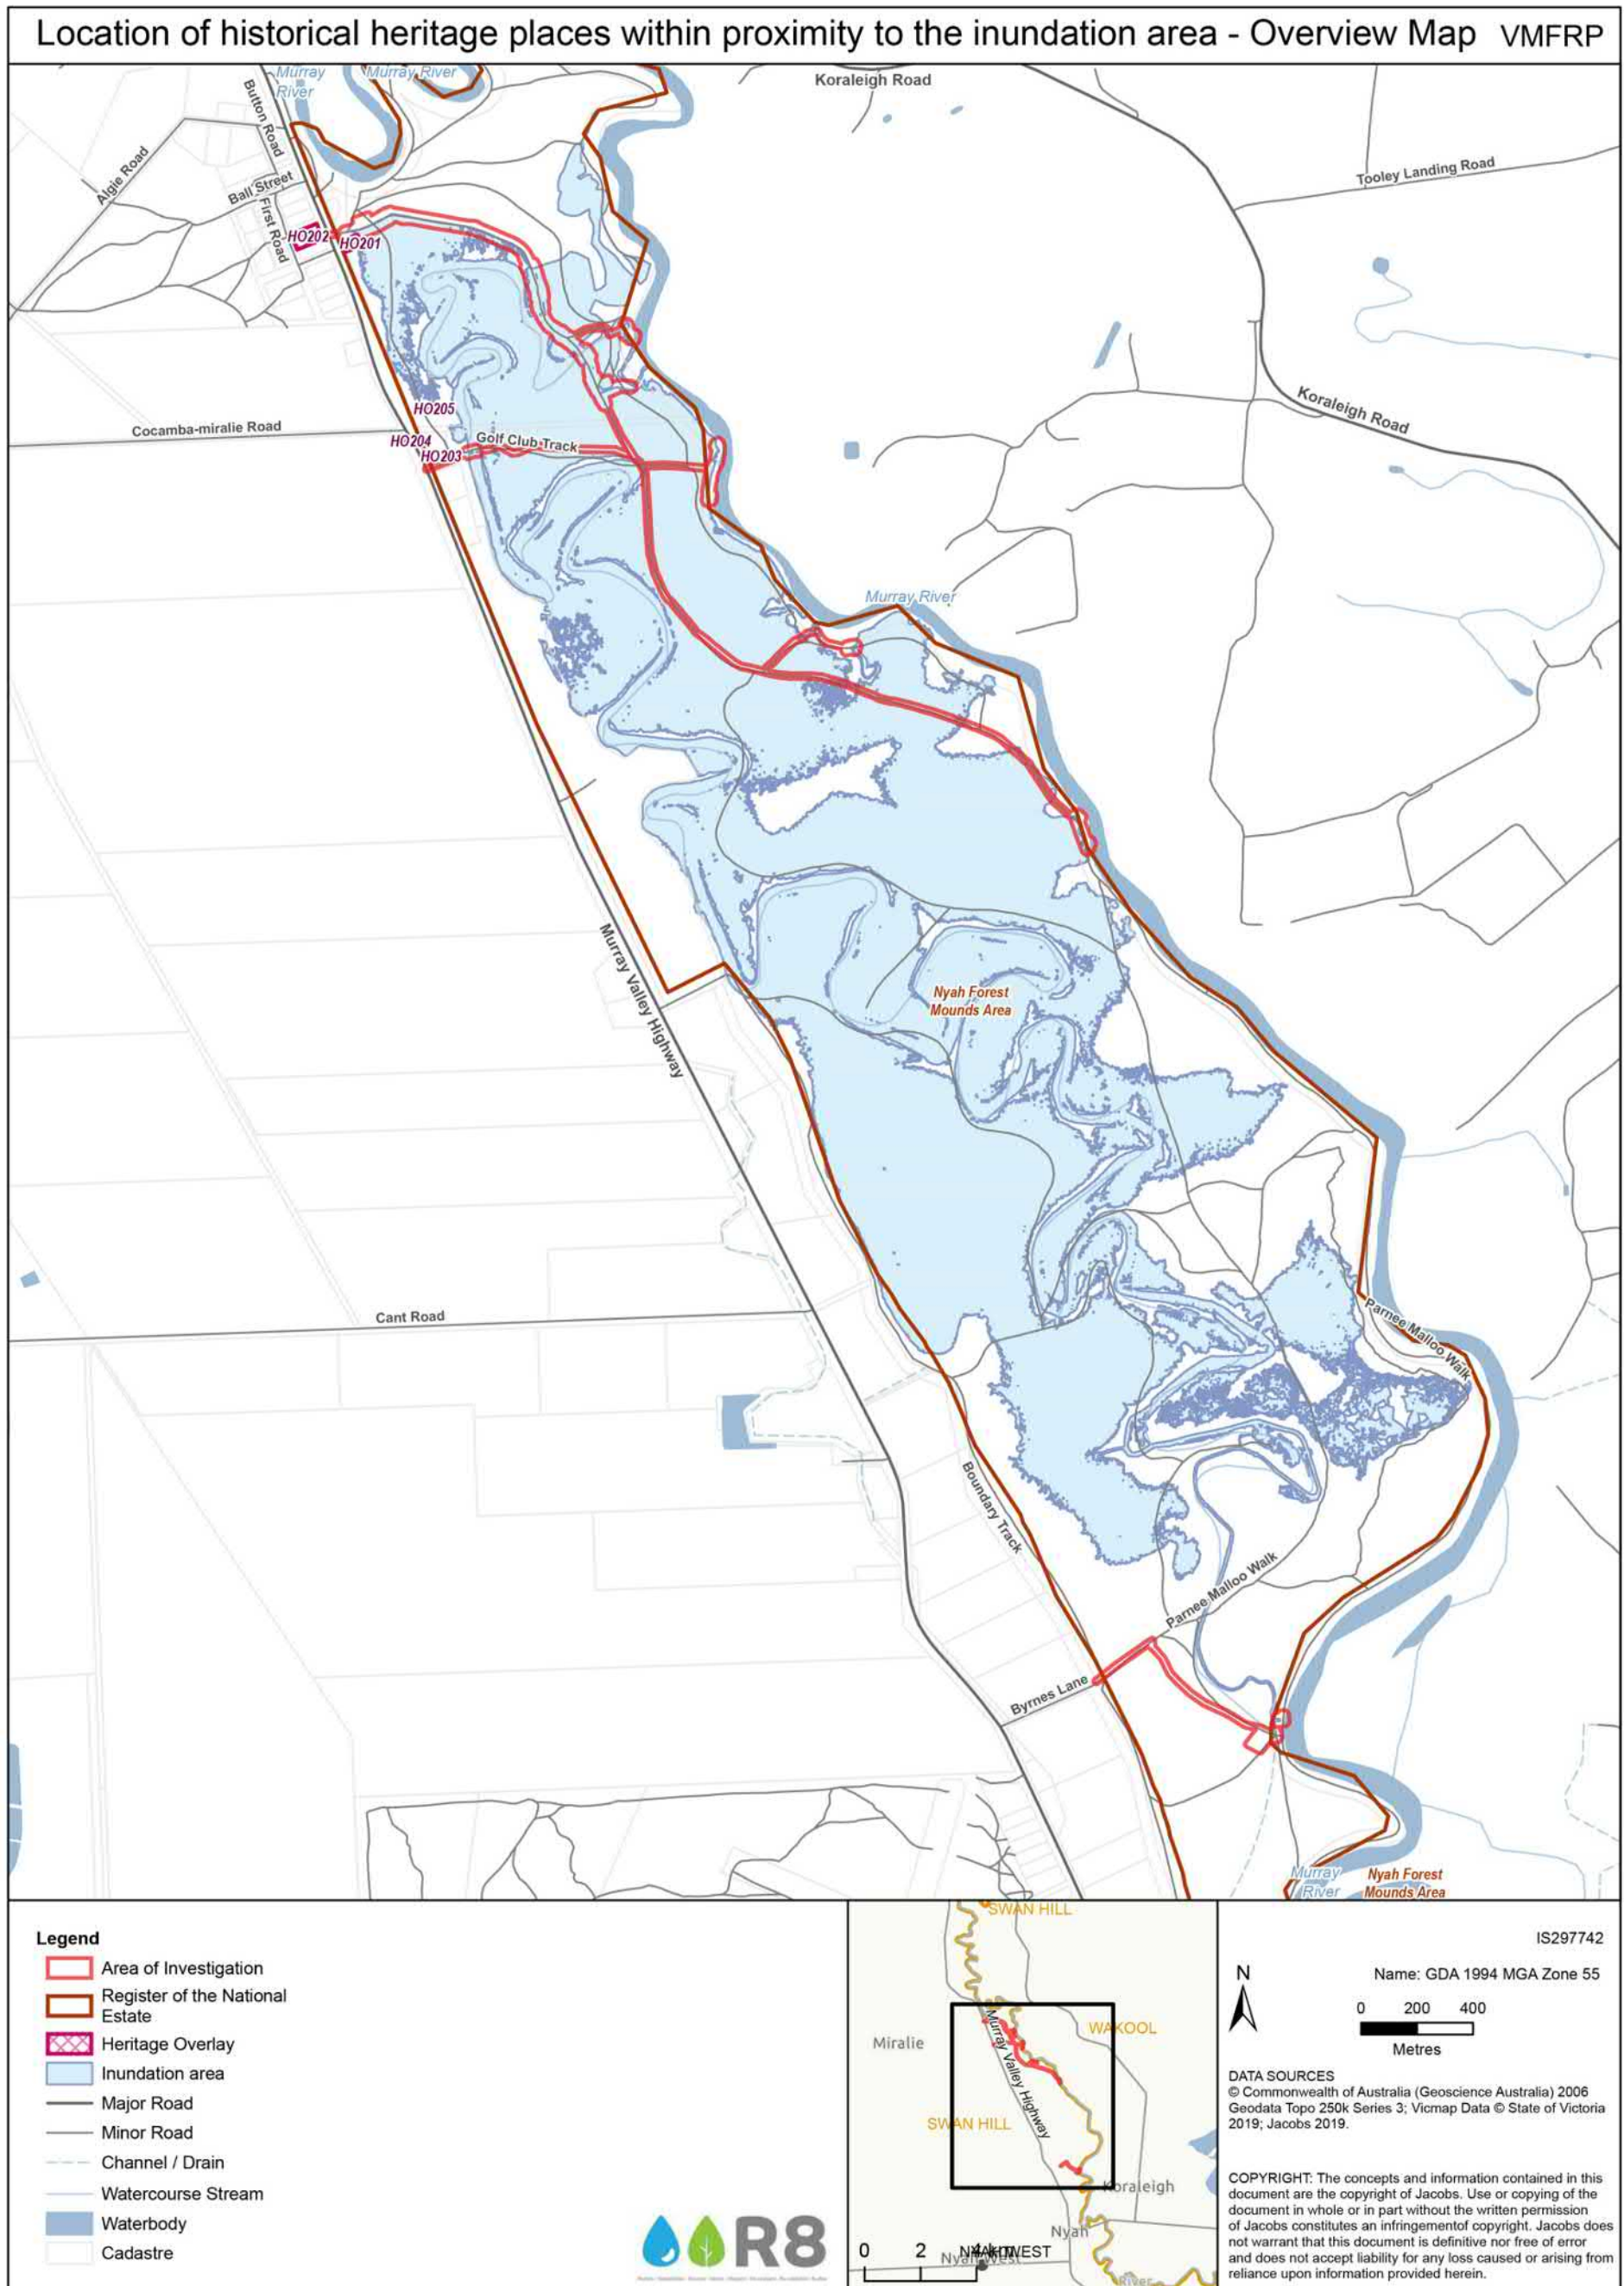 Location of historical heritage places within proximity to the inundation area - Overview Map VMFRP
Murray
River
Murray River
Koraleigh Road
Button Road
Algie Road
Ball Street
First Road
Tooley Landing Road
HO202
HO201
HO205
Koraleigh Road
Cocamba-miralie Road
HO204
Golf Club Track
HO203
Murray River
Murray Valley Highway
Nyah Forest
Mounds Area
Cant Road
Parnee Malloo Walk
Boundary Track
Parnee Malloo Walk
Byrnes Lane
Murray
River
Nyah Forest
Mounds Area
Legend
Area of Investigation
Register of the National
Estate
Heritage Overlay
Inundation area
Major Road
Minor Road
Channel / Drain
Watercourse Stream
Waterbody
Cadastre
R8
SWAN HILL
Miralie
WAKOOL
Murray Valley Highway
SWAN HILL
Koraleigh
Nyah
Nyah West
0 2 4 km
River
IS297742
N
Name: GDA 1994 MGA Zone 55
0 200 400
Metres
DATA SOURCES
© Commonwealth of Australia (Geoscience Australia) 2006
Geodata Topo 250k Series 3; Vicmap Data © State of Victoria
2019; Jacobs 2019.
COPYRIGHT: The concepts and information contained in this
document are the copyright of Jacobs. Use or copying of the
document in whole or in part without the written permission
of Jacobs constitutes an infringementof copyright. Jacobs does
not warrant that this document is definitive nor free of error
and does not accept liability for any loss caused or arising from
reliance upon information provided herein.